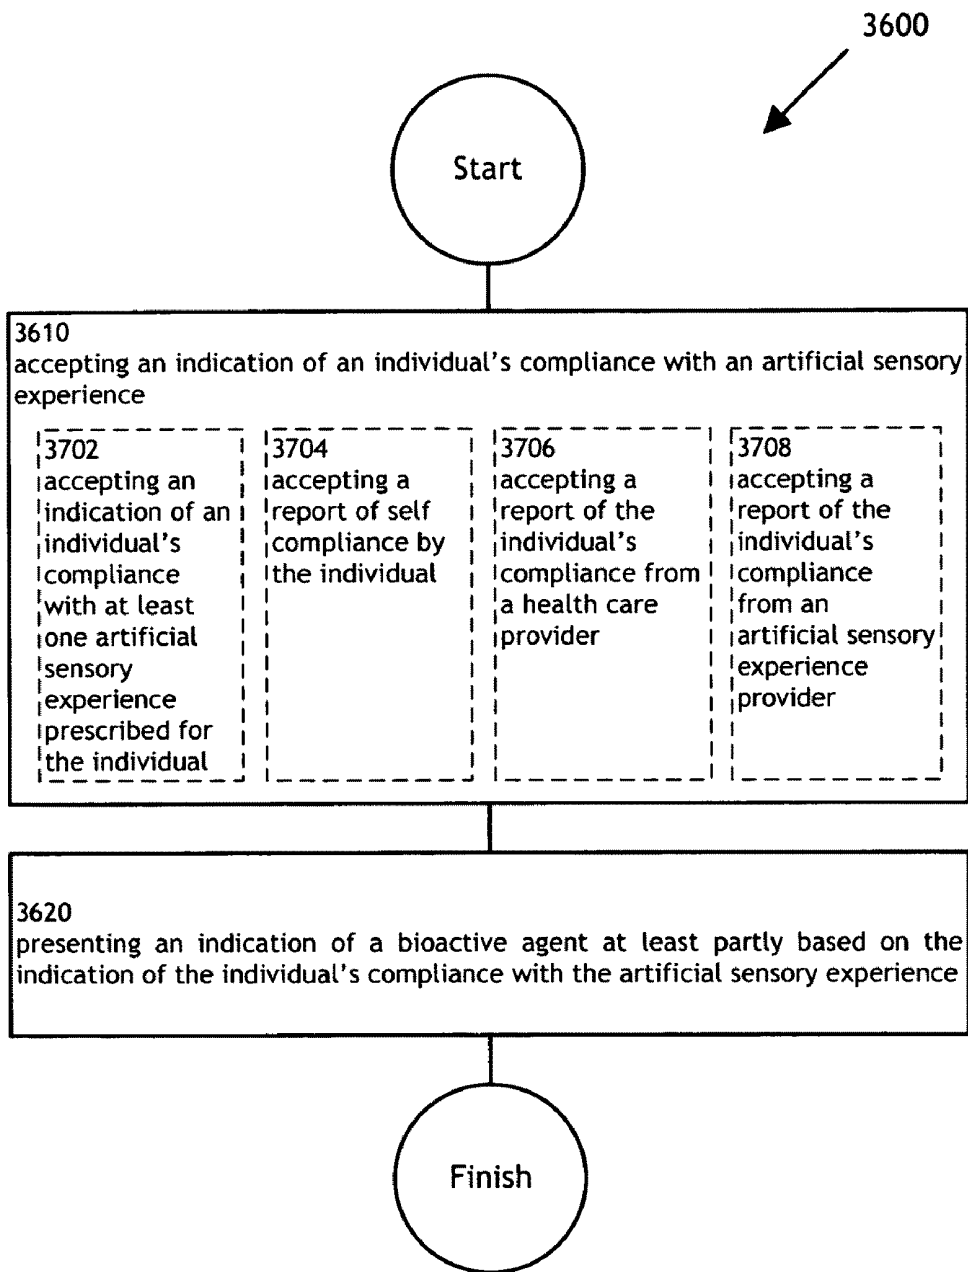 3600
Start
3610
accepting an indication of an individual's compliance with an artificial sensory
experience
3702
accepting an
indication of an
individual's
compliance
with at least
one artificial
sensory
experience
prescribed for
the individual
3704
accepting a
report of self
compliance by
the individual
3706
accepting a
report of the
individual's
compliance from
a health care
provider
3708
accepting a
report of the
individual's
compliance
from an
artificial sensory
experience
provider
3620
presenting an indication of a bioactive agent at least partly based on the
indication of the individual's compliance with the artificial sensory experience
Finish